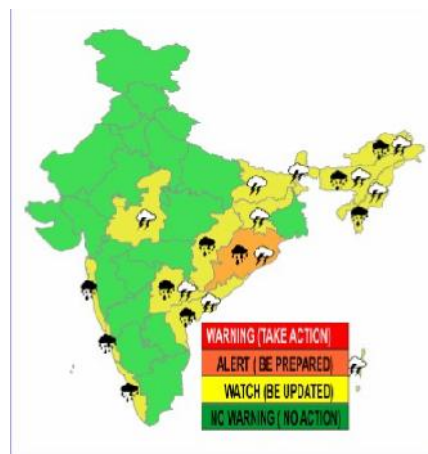 WARNING (TAKE ACTION)
ALERT ( BE PREPARED)
WATCH (BE UPDATED)
NO WARNING ( NO ACTION)